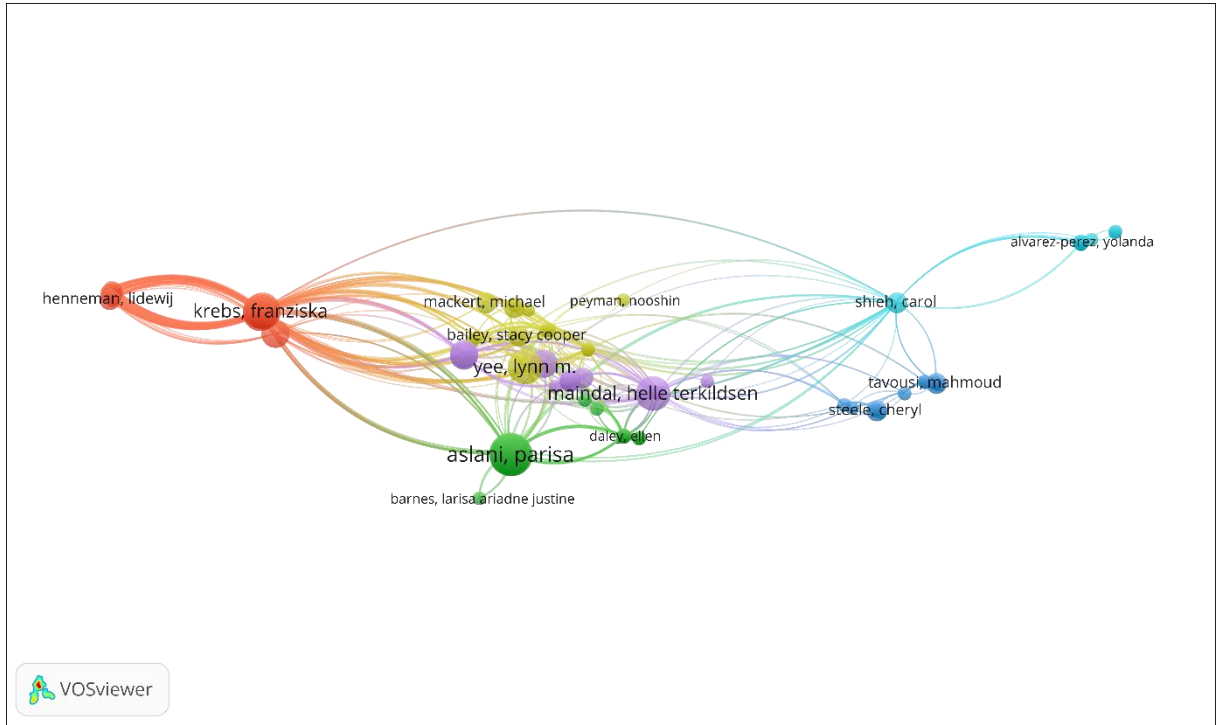 alvarez-perez, yolanda
henneman, lidewij
krebs, franziska
mackert, michael
peyman, nooshin
shieh, carol
bailey, stacy cooper
yee, lynn m.
tavousi, mahmoud
maindal, helle terkildsen
steele, cheryl
daley, ellen
aslani, parisa
barnes, larisa ariadne justine
VOSviewer